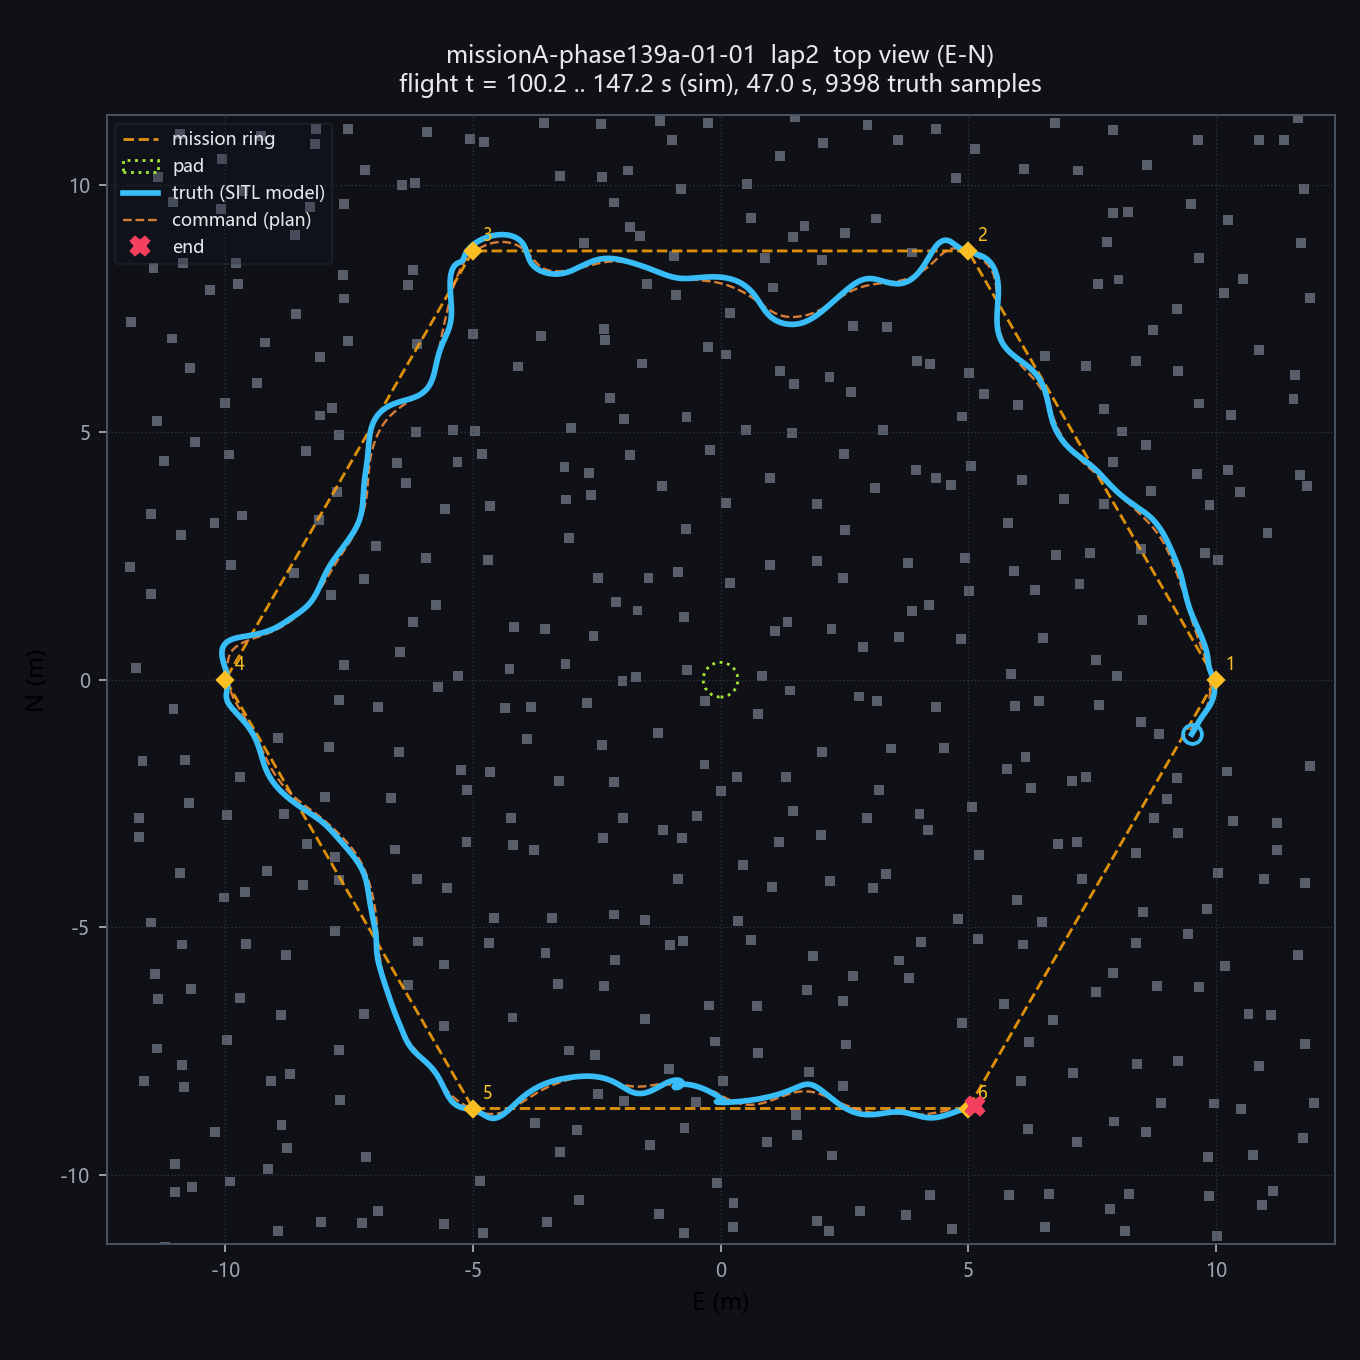 missionA-phase139a-01-01 lap2 top view (E-N)
flight t = 100.2 .. 147.2 s (sim), 47.0 s, 9398 truth samples
mission ring
pad
truth (SITL model)
command (plan)
end
3
2
4
1
5
6
10
5
0
-5
-10
N (m)
-10
-5
0
5
10
E (m)